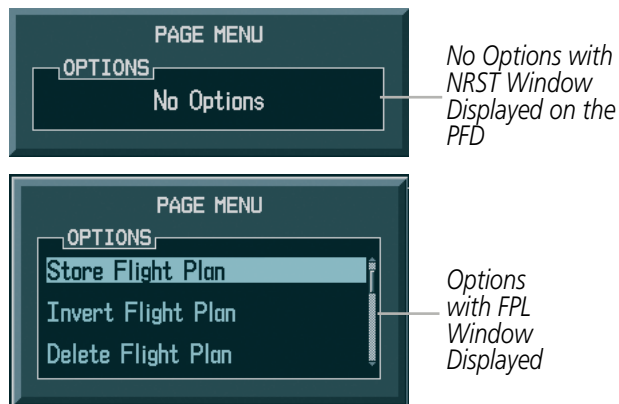 PAGE MENU
OPTIONS
No Options
No Options with
NRST Window
Displayed on the
PFD
PAGE MENU
OPTIONS
Store Flight Plan
Invert Flight Plan
Delete Flight Plan
Options
with FPL
Window
Displayed